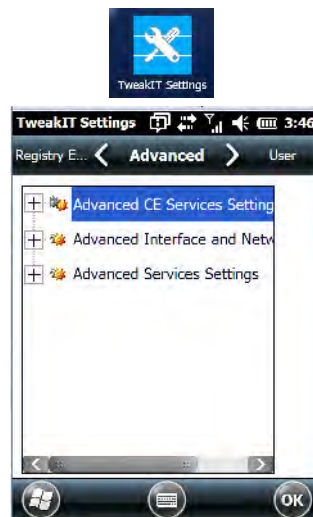 TweakIT Settings
TweakIT Settings 3:46
Registry E... Advanced User
Advanced CE Services Setting
Advanced Interface and Netw
Advanced Services Settings
OK